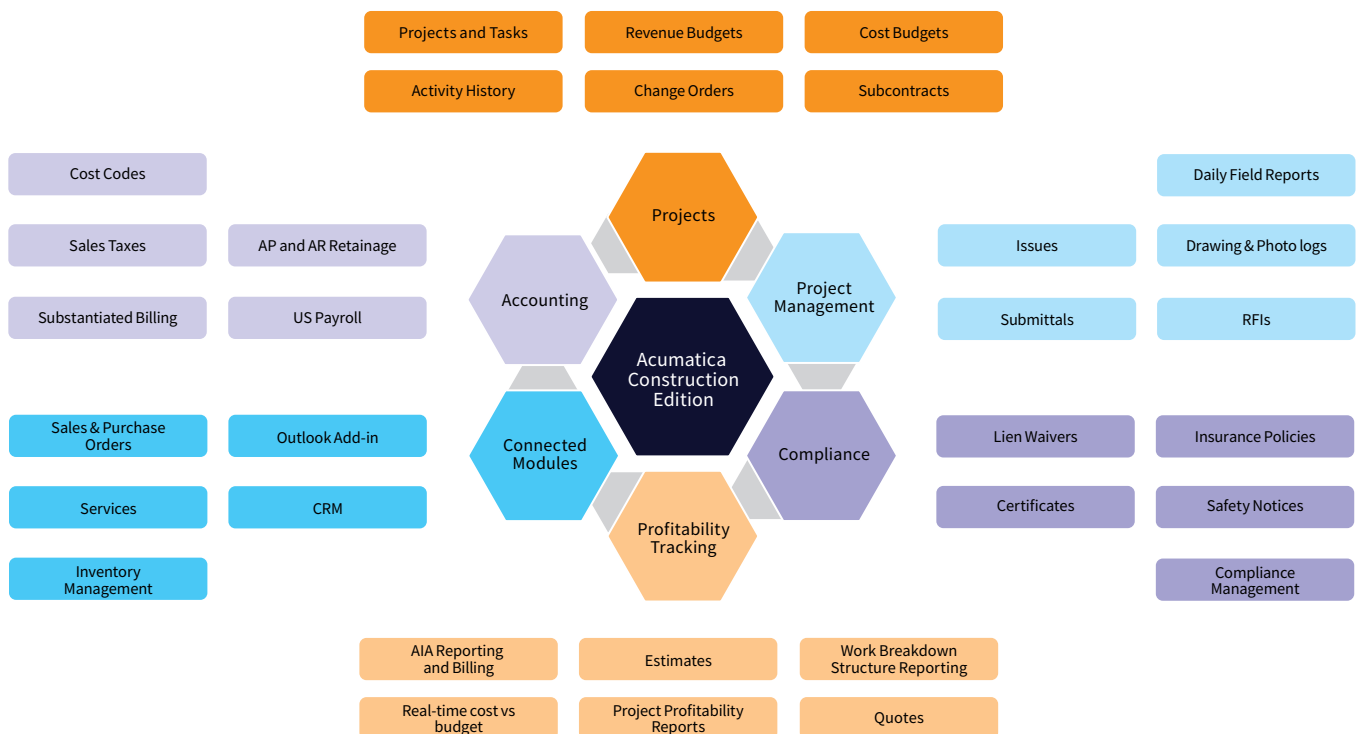 Projects and Tasks
Revenue Budgets
Cost Budgets
Activity History
Change Orders
Subcontracts
Cost Codes
Sales Taxes
AP and AR Retainage
Substantiated Billing
US Payroll
Projects
Accounting
Project
Management
Acumatica
Construction
Edition
Connected
Modules
Compliance
Profitability
Tracking
Daily Field Reports
Issues
Drawing & Photo logs
Submittals
RFIs
Sales & Purchase
Orders
Outlook Add-in
Services
CRM
Inventory
Management
Lien Waivers
Insurance Policies
Certificates
Safety Notices
Compliance
Management
AIA Reporting
and Billing
Estimates
Work Breakdown
Structure Reporting
Real-time cost vs
budget
Project Profitability
Reports
Quotes